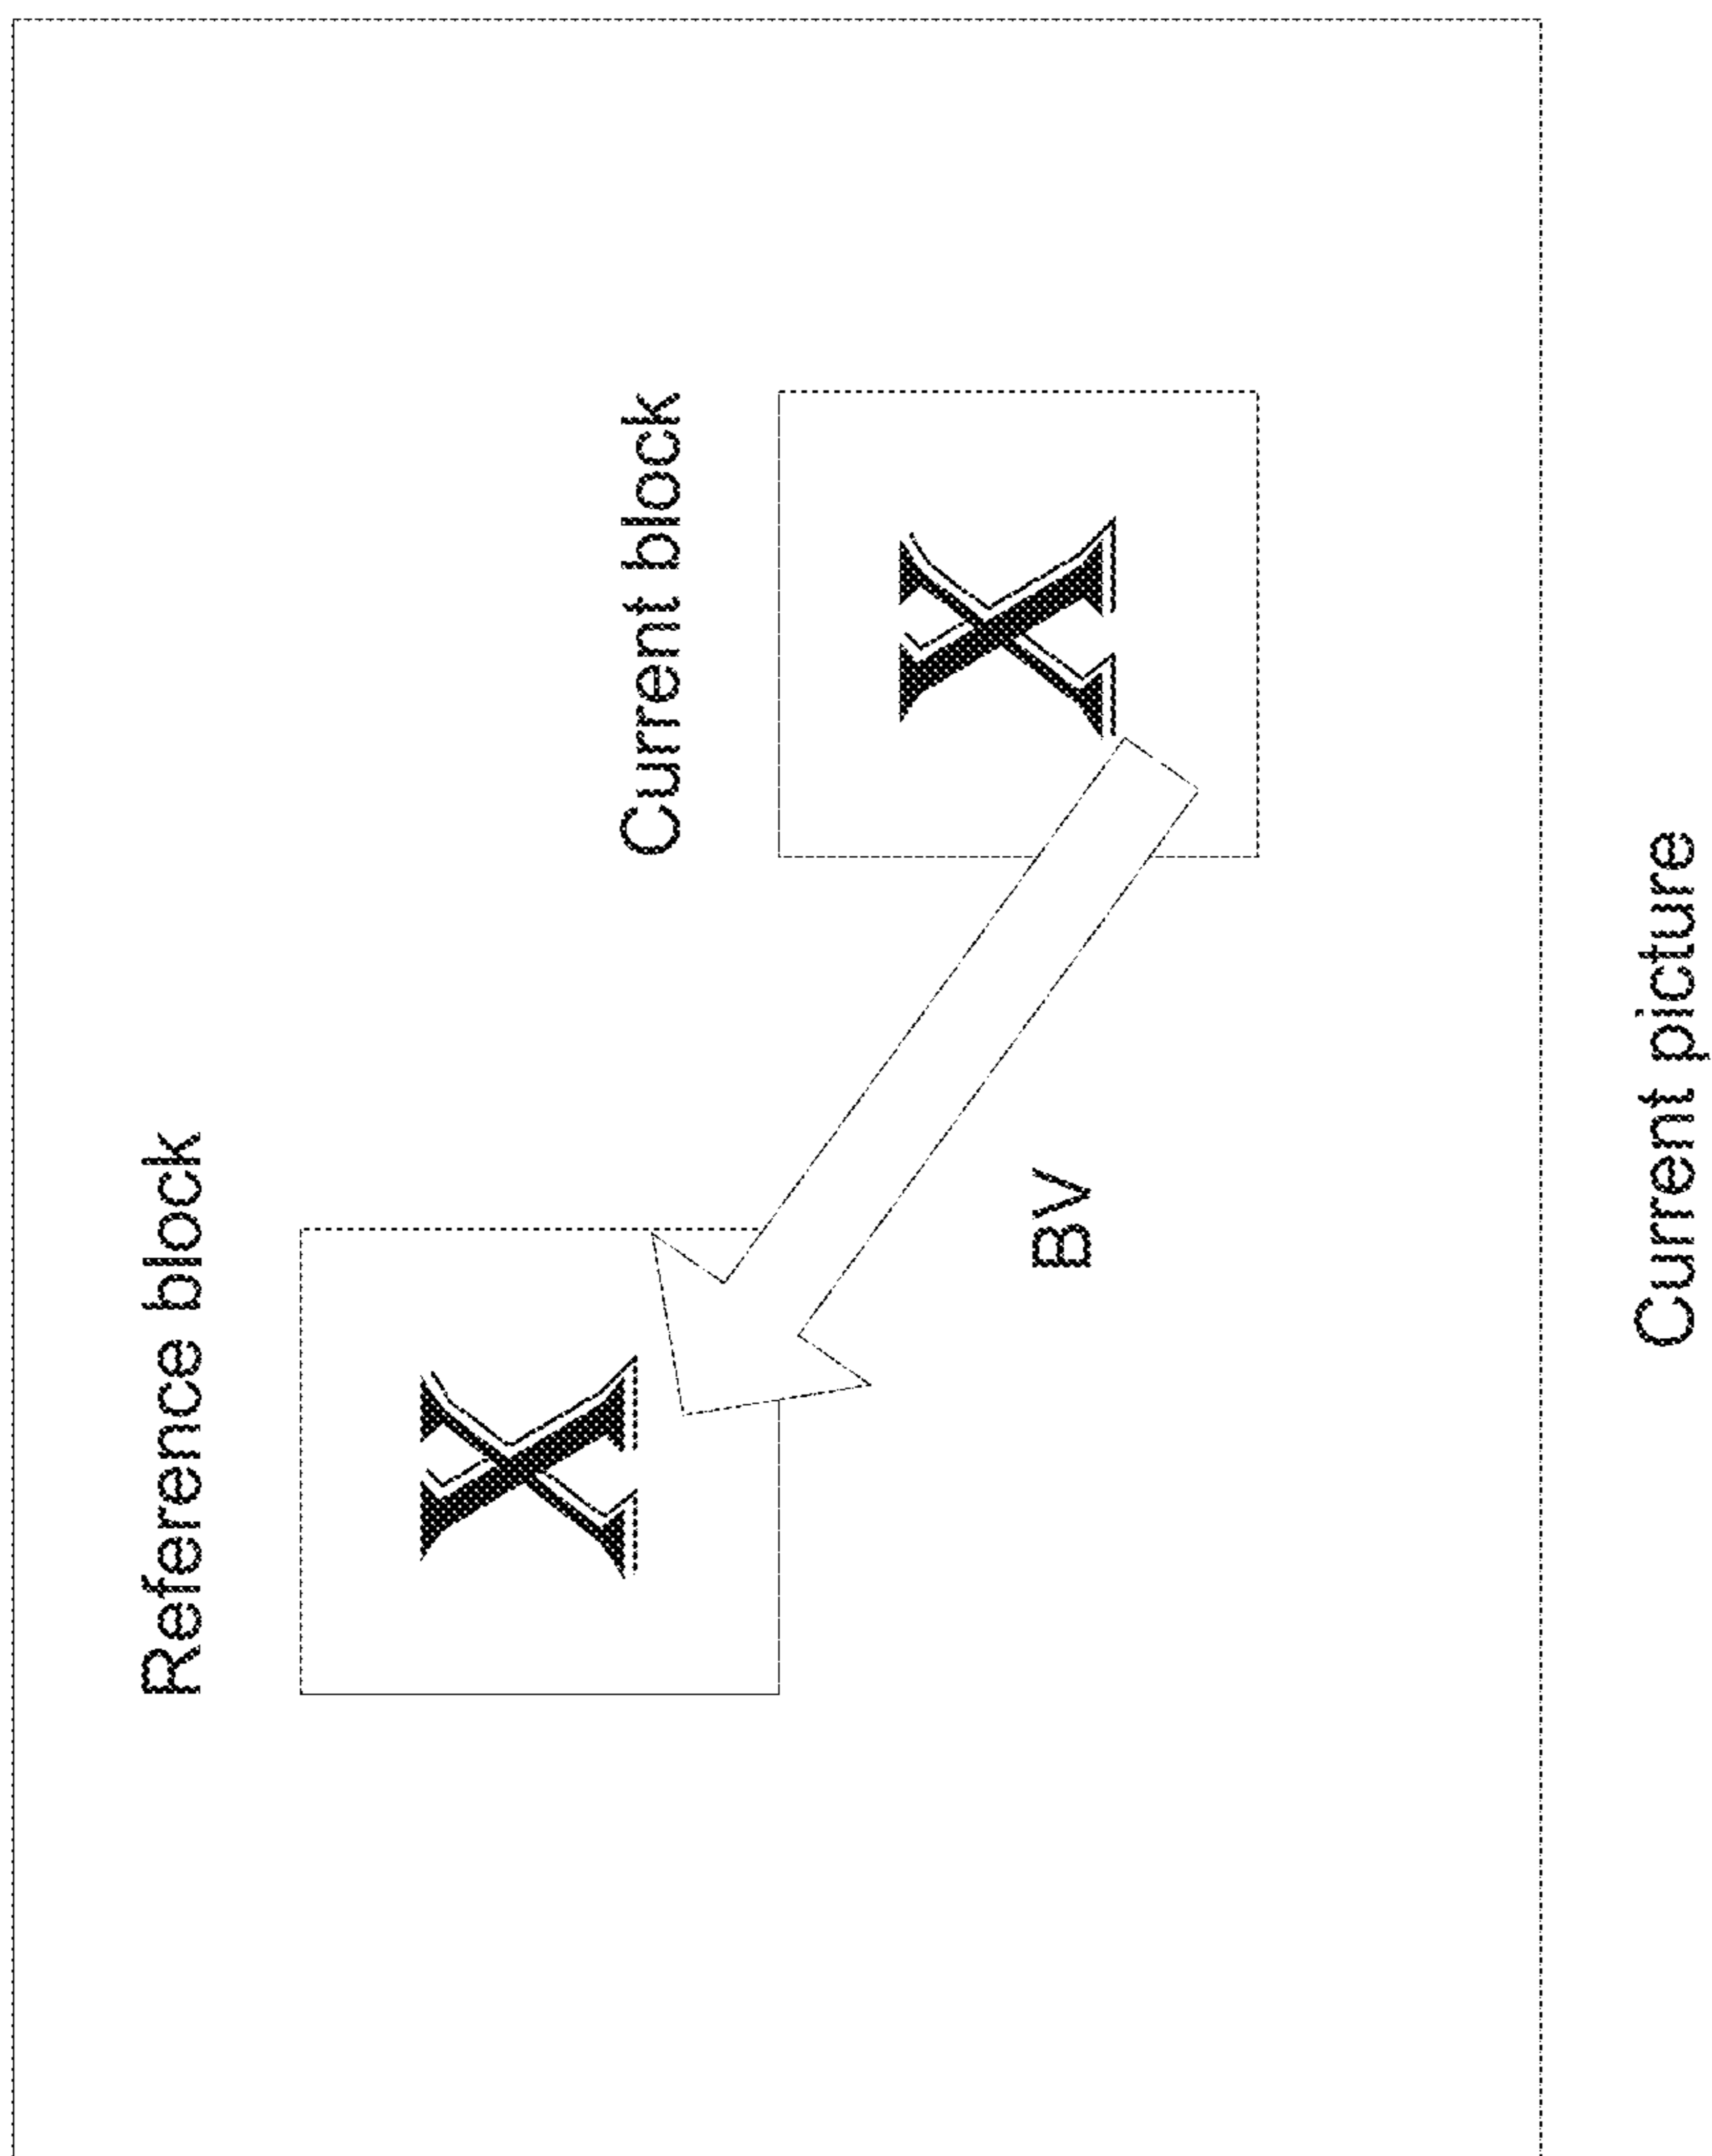 Reference block
X
Current block
X
BV
Current picture